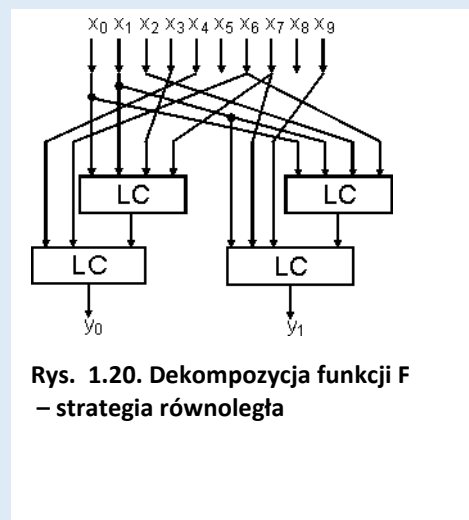 x₀ x₁ x₂ x₃ x₄ x₅ x₆ x₇ x₈ x₉
LC LC
LC LC
y₀ y₁
Rys. 1.20. Dekompozycja funkcji F
– strategia równoległa